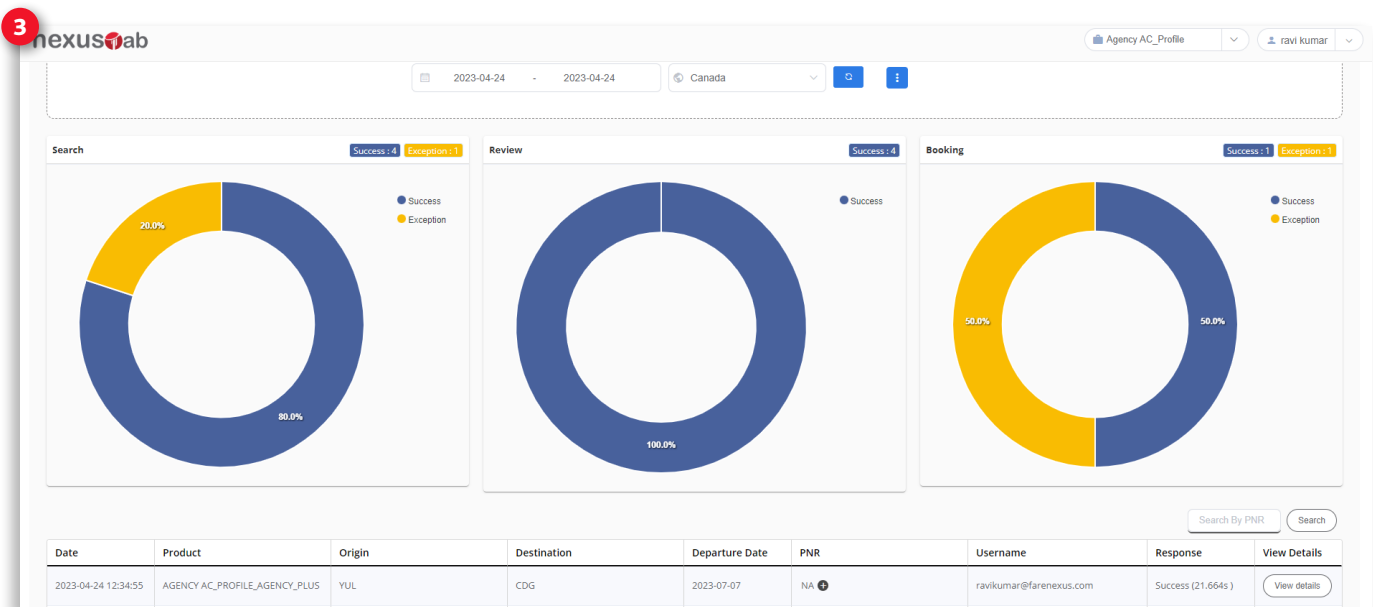 3
nexus ab
Agency AC_Profile
ravi kumar
2023-04-24 - 2023-04-24
Canada
Search
Success : 4 Exception : 1
Success
Exception
20.0%
80.0%
Review
Success : 4
Success
100.0%
Booking
Success : 1 Exception : 1
Success
Exception
50.0%
50.0%
Search By PNR Search
Date Product Origin Destination Departure Date PNR Username Response View Details
2023-04-24 12:34:55 AGENCY AC_PROFILE_AGENCY_PLUS YUL CDG 2023-07-07 NA ravikumar@farenexus.com Success (21.664s ) View details